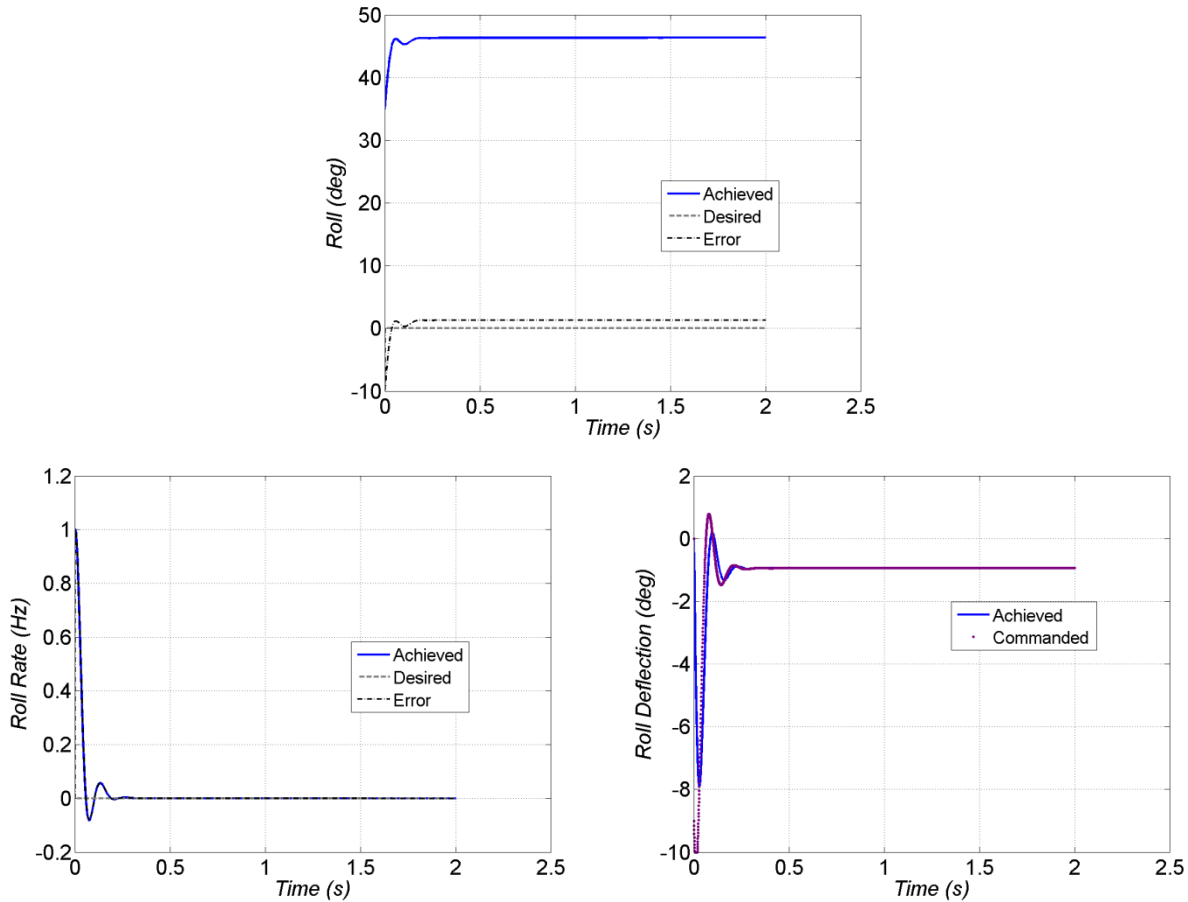 50
40
30
20
10
0
-10
Roll (deg)
Achieved
Desired
Error
0 0.5 1 1.5 2 2.5
Time (s)
1.2
1
0.8
0.6
0.4
0.2
0
-0.2
Roll Rate (Hz)
Achieved
Desired
Error
0 0.5 1 1.5 2 2.5
Time (s)
2
0
-2
-4
-6
-8
-10
Roll Deflection (deg)
Achieved
Commanded
0 0.5 1 1.5 2 2.5
Time (s)